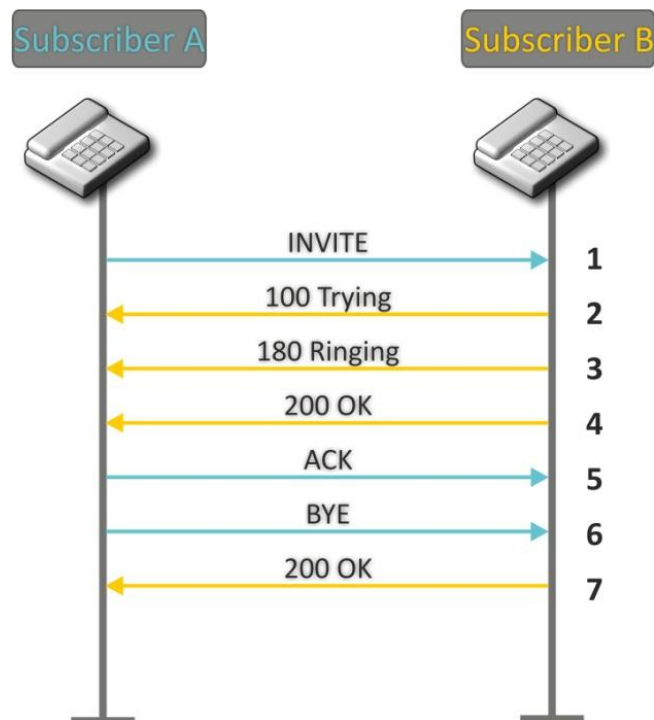 Subscriber A
Subscriber B
INVITE
1
100 Trying
2
180 Ringing
3
200 OK
4
ACK
5
BYE
6
200 OK
7